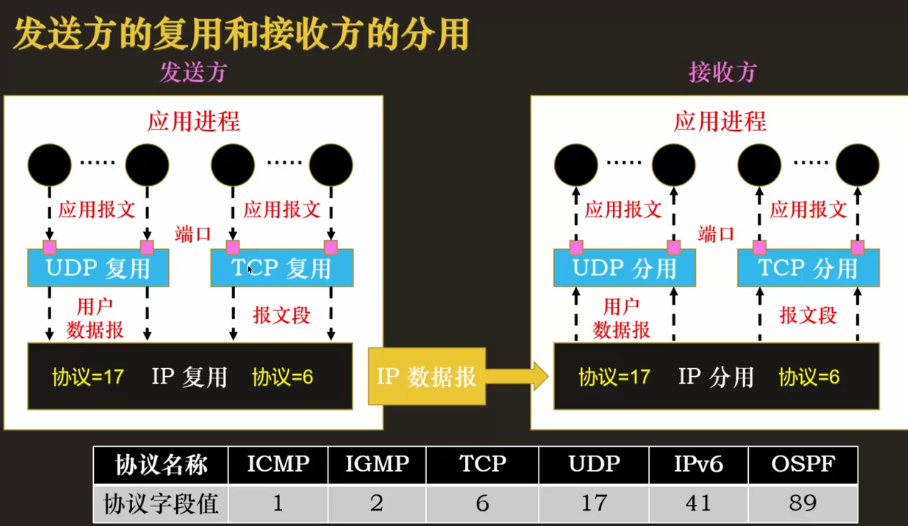 发送方的复用和接收方的分用
发送方
接收方
应用进程
应用进程
·····
·····
·····
·····
应用报文
应用报文
应用报文
应用报文
端口
端口
UDP 复用
TCP 复用
UDP 分用
TCP 分用
用户
数据报
报文段
用户
数据报
报文段
协议=17 IP 复用 协议=6
IP 数据报
协议=17 IP 分用 协议=6
协议名称 ICMP IGMP TCP UDP IPv6 OSPF
协议字段值 1 2 6 17 41 89